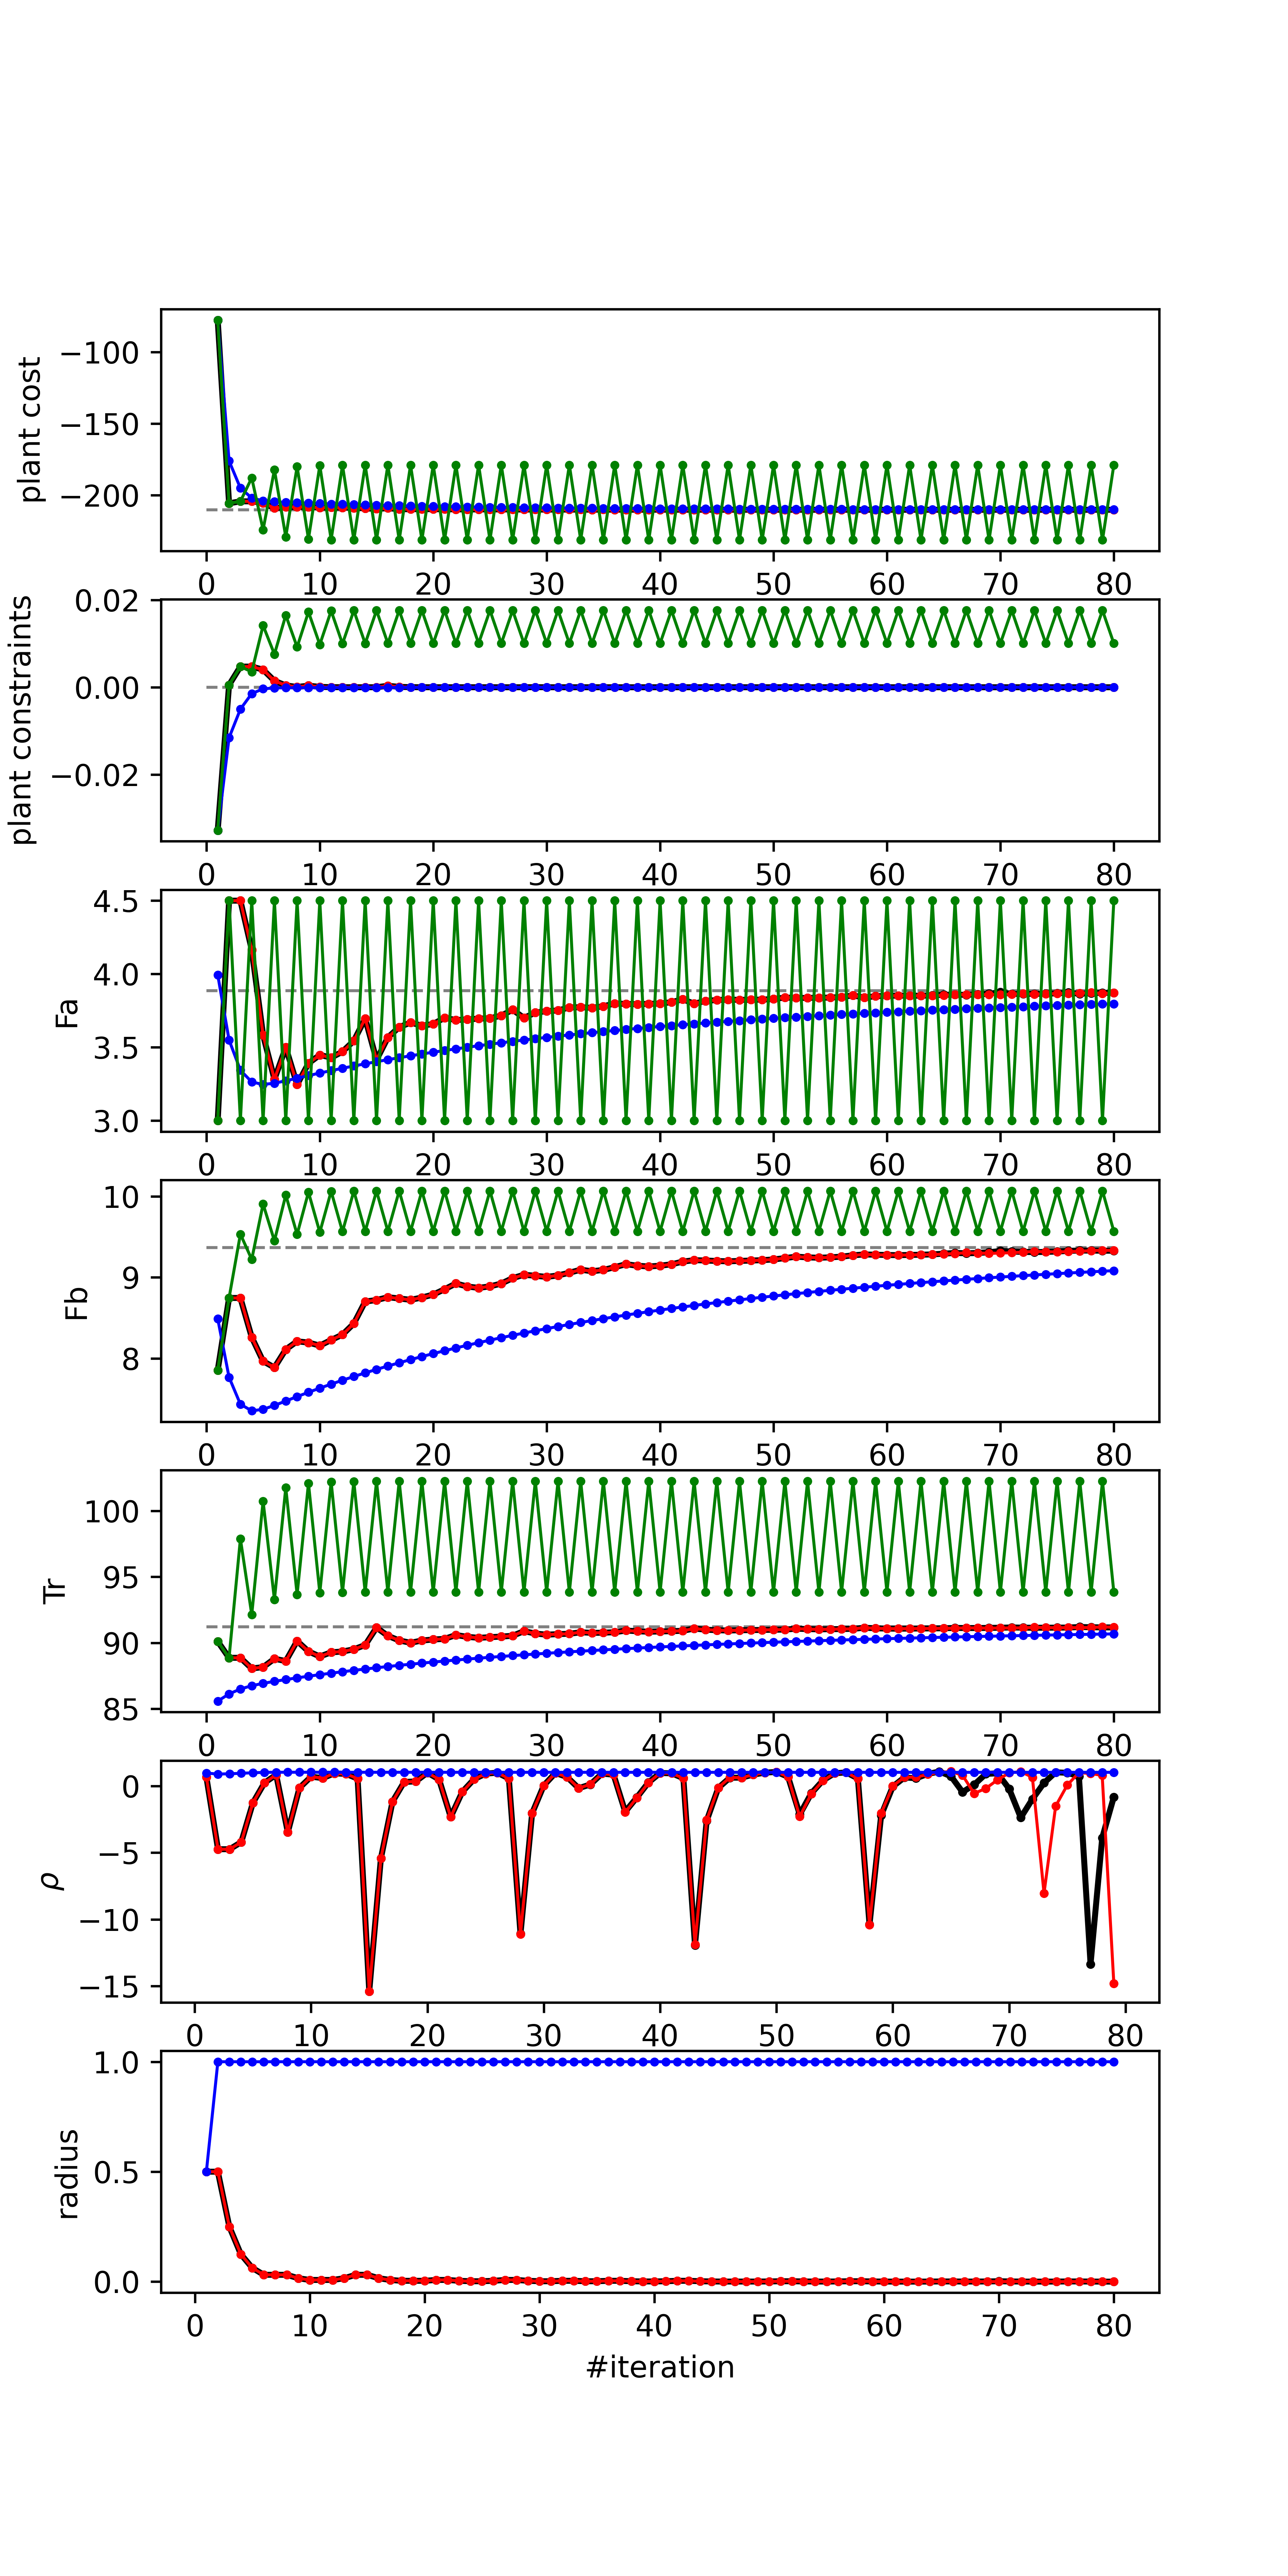 plant cost
−100
−150
−200
0 10 20 30 40 50 60 70 80
plant constraints
0.02
0.00
−0.02
0 10 20 30 40 50 60 70 80
Fa
4.5
4.0
3.5
3.0
0 10 20 30 40 50 60 70 80
Fb
10
9
8
0 10 20 30 40 50 60 70 80
Tr
100
95
90
85
0 10 20 30 40 50 60 70 80
ρ
0
−5
−10
−15
0 10 20 30 40 50 60 70 80
radius
1.0
0.5
0.0
0 10 20 30 40 50 60 70 80
#iteration